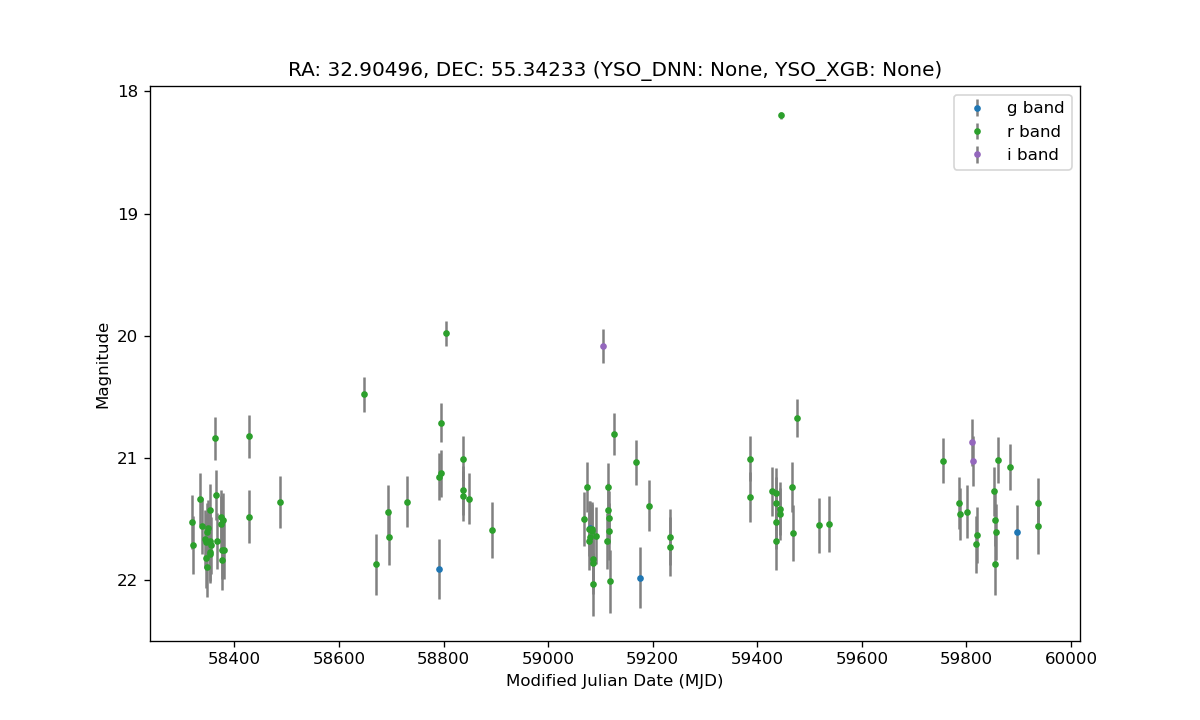 RA: 32.90496, DEC: 55.34233 (YSO_DNN: None, YSO_XGB: None)
g band
r band
i band
18
19
20
21
22
Magnitude
58400 58600 58800 59000 59200 59400 59600 59800 60000
Modified Julian Date (MJD)